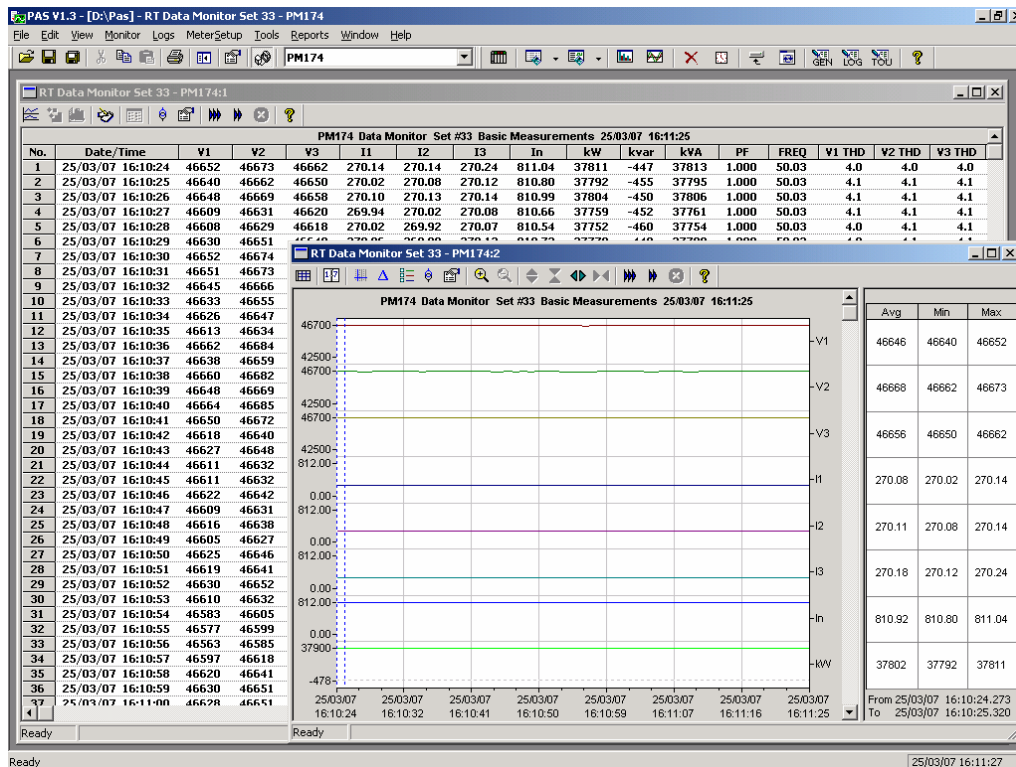 PAS V1.3 - [D:\Pas] - RT Data Monitor Set 33 - PM174
File Edit View Monitor Logs MeterSetup Tools Reports Window Help
PM174
GEN LOG TOU
RT Data Monitor Set 33 - PM174:1
PM174 Data Monitor Set #33 Basic Measurements 25/03/07 16:11:25
No. Date/Time V1 V2 V3 I1 I2 I3 In kW kvar kVA PF FREQ V1 THD V2 THD V3 THD
1 25/03/07 16:10:24 46652 46673 46662 270.14 270.14 270.24 811.04 37811 -447 37813 1.000 50.03 4.0 4.0 4.0
2 25/03/07 16:10:25 46640 46662 46650 270.02 270.08 270.12 810.80 37792 -455 37795 1.000 50.03 4.1 4.1 4.1
3 25/03/07 16:10:26 46648 46669 46658 270.10 270.13 270.14 810.99 37804 -450 37806 1.000 50.03 4.1 4.1 4.1
4 25/03/07 16:10:27 46609 46631 46620 269.94 270.02 270.08 810.66 37759 -452 37761 1.000 50.03 4.1 4.1 4.1
5 25/03/07 16:10:28 46608 46629 46618 270.02 269.92 270.07 810.54 37752 -460 37754 1.000 50.03 4.1 4.1 4.1
6 25/03/07 16:10:29 46630 46651
7 25/03/07 16:10:30 46652 46674
8 25/03/07 16:10:31 46651 46673
9 25/03/07 16:10:32 46645 46666
10 25/03/07 16:10:33 46633 46655
11 25/03/07 16:10:34 46626 46647
12 25/03/07 16:10:35 46613 46634
13 25/03/07 16:10:36 46662 46684
14 25/03/07 16:10:37 46638 46659
15 25/03/07 16:10:38 46660 46682
16 25/03/07 16:10:39 46648 46669
17 25/03/07 16:10:40 46664 46685
18 25/03/07 16:10:41 46650 46672
19 25/03/07 16:10:42 46618 46640
20 25/03/07 16:10:43 46627 46648
21 25/03/07 16:10:44 46611 46632
22 25/03/07 16:10:45 46611 46632
23 25/03/07 16:10:46 46622 46642
24 25/03/07 16:10:47 46609 46631
25 25/03/07 16:10:48 46616 46638
26 25/03/07 16:10:49 46605 46627
27 25/03/07 16:10:50 46625 46646
28 25/03/07 16:10:51 46619 46641
29 25/03/07 16:10:52 46630 46652
30 25/03/07 16:10:53 46610 46632
31 25/03/07 16:10:54 46583 46605
32 25/03/07 16:10:55 46577 46599
33 25/03/07 16:10:56 46563 46585
34 25/03/07 16:10:57 46597 46618
35 25/03/07 16:10:58 46620 46641
36 25/03/07 16:10:59 46630 46651
37 25/03/07 16:11:00 46628 46651
Ready
RT Data Monitor Set 33 - PM174:2
PM174 Data Monitor Set #33 Basic Measurements 25/03/07 16:11:25
46700
42500
V1
46700
42500
V2
46700
42500
V3
812.00
0.00
I1
812.00
0.00
I2
812.00
0.00
I3
812.00
0.00
In
37900
-478
kW
25/03/07 25/03/07 25/03/07 25/03/07 25/03/07 25/03/07 25/03/07 25/03/07
16:10:24 16:10:32 16:10:41 16:10:50 16:10:59 16:11:07 16:11:16 16:11:25
Avg Min Max
46646 46640 46652
46668 46662 46673
46656 46650 46662
270.08 270.02 270.14
270.11 270.08 270.14
270.18 270.12 270.24
810.92 810.80 811.04
37802 37792 37811
From 25/03/07 16:10:24.273
To 25/03/07 16:10:25.320
Ready
Ready
25/03/07 16:11:27